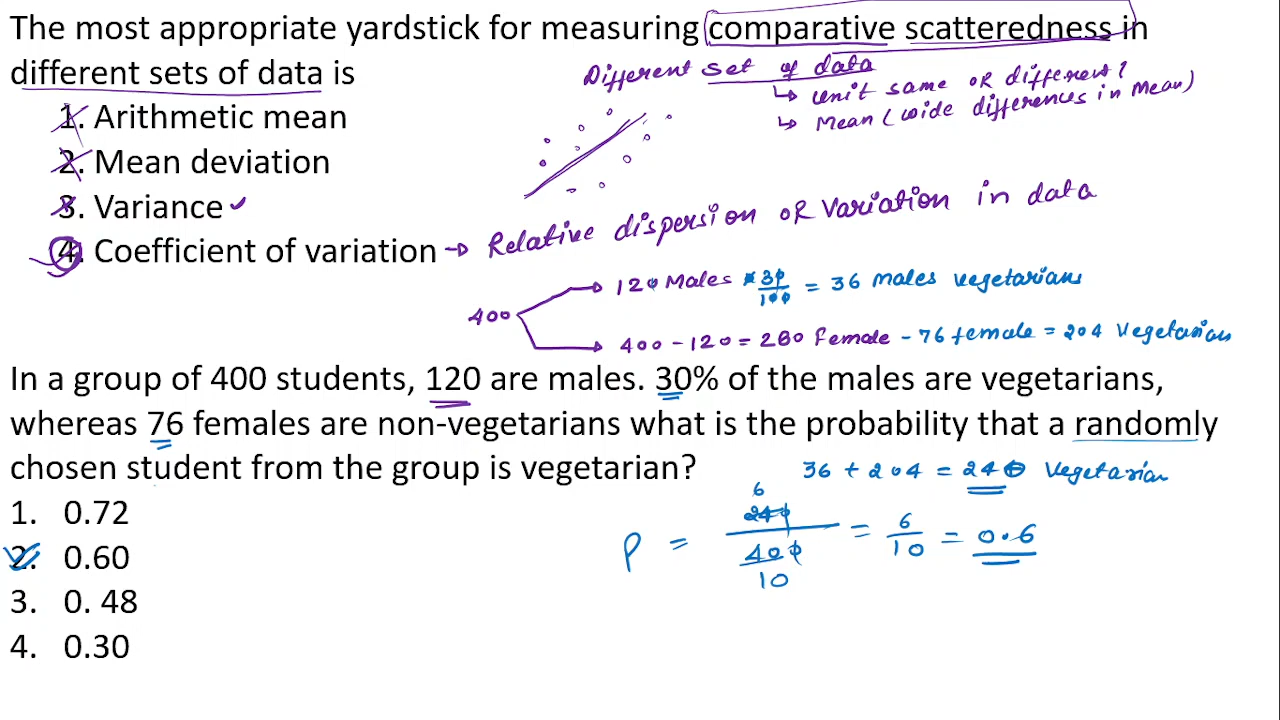 The most appropriate yardstick for measuring comparative scatteredness in
different sets of data is
Different set of data
↳ unit same or different?
↳ Mean (wide differences in Mean)
1. Arithmetic mean
2. Mean deviation
3. Variance ✓
4. Coefficient of variation → Relative dispersion or variation in data
400
120 Males × 30/100 = 36 males vegetarians
400 - 120 = 280 Female - 76 female = 204 vegetarian
In a group of 400 students, 120 are males. 30% of the males are vegetarians,
whereas 76 females are non-vegetarians what is the probability that a randomly
chosen student from the group is vegetarian?
36 + 204 = 240 vegetarian
1. 0.72
2. 0.60
3. 0. 48
4. 0.30
6
P = 240/400 = 6/10 = 0.6
10